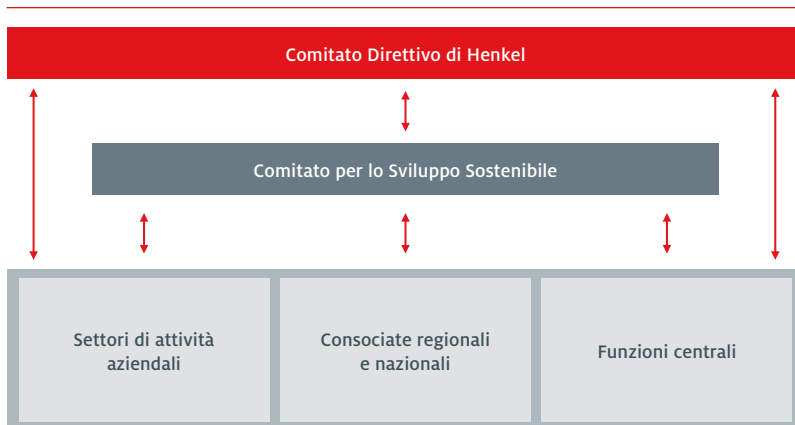 Comitato Direttivo di Henkel
Comitato per lo Sviluppo Sostenibile
Settori di attività
aziendali
Consociate regionali
e nazionali
Funzioni centrali